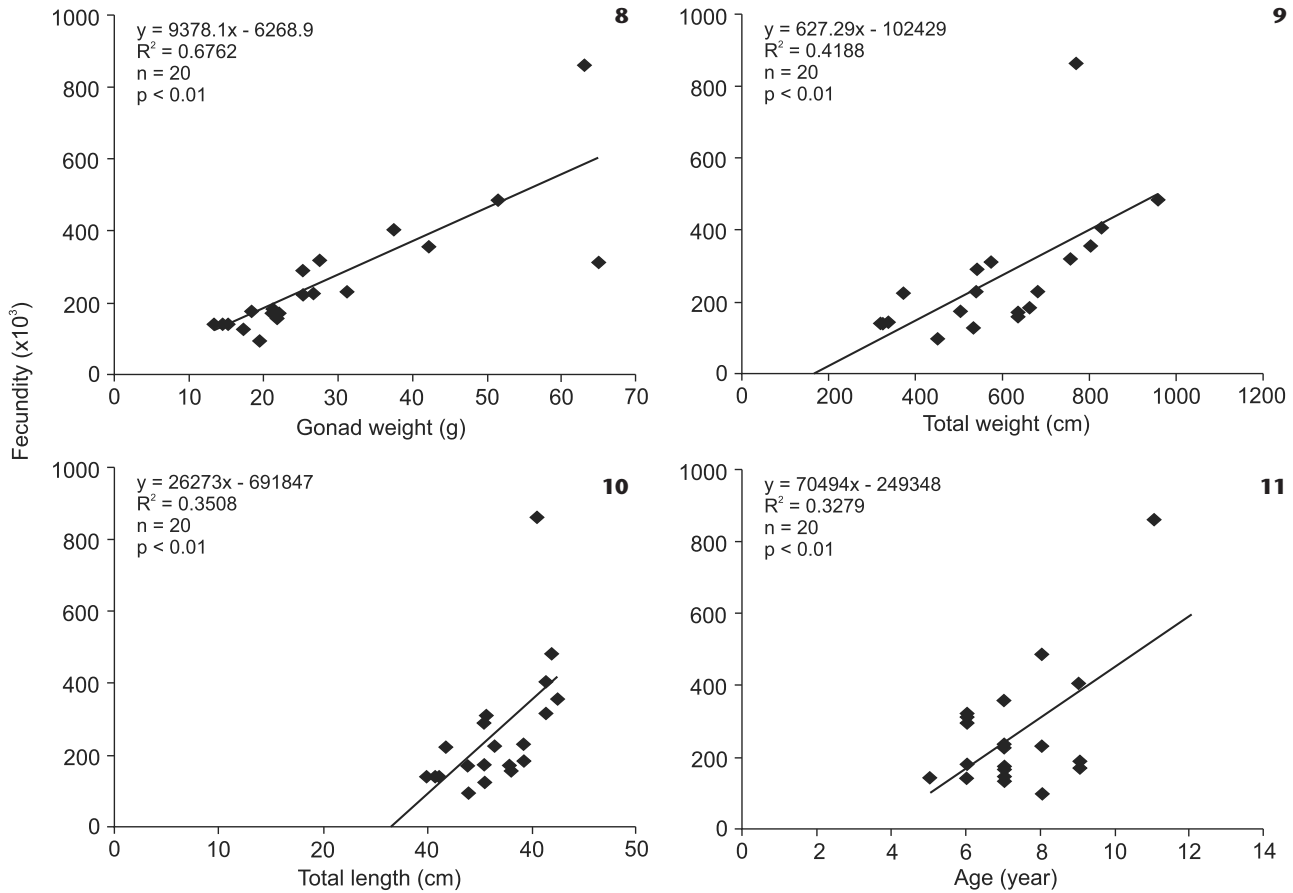 Fecundity (x10³)
8
y = 9378.1x - 6268.9
R² = 0.6762
n = 20
p < 0.01
1000
800
600
400
200
0
0 10 20 30 40 50 60 70
Gonad weight (g)
9
y = 627.29x - 102429
R² = 0.4188
n = 20
p < 0.01
1000
800
600
400
200
0
0 200 400 600 800 1000 1200
Total weight (cm)
10
y = 26273x - 691847
R² = 0.3508
n = 20
p < 0.01
1000
800
600
400
200
0
0 10 20 40 40 50
Total length (cm)
11
y = 70494x - 249348
R² = 0.3279
n = 20
p < 0.01
1000
800
600
400
200
0
0 2 4 6 8 10 12 14
Age (year)